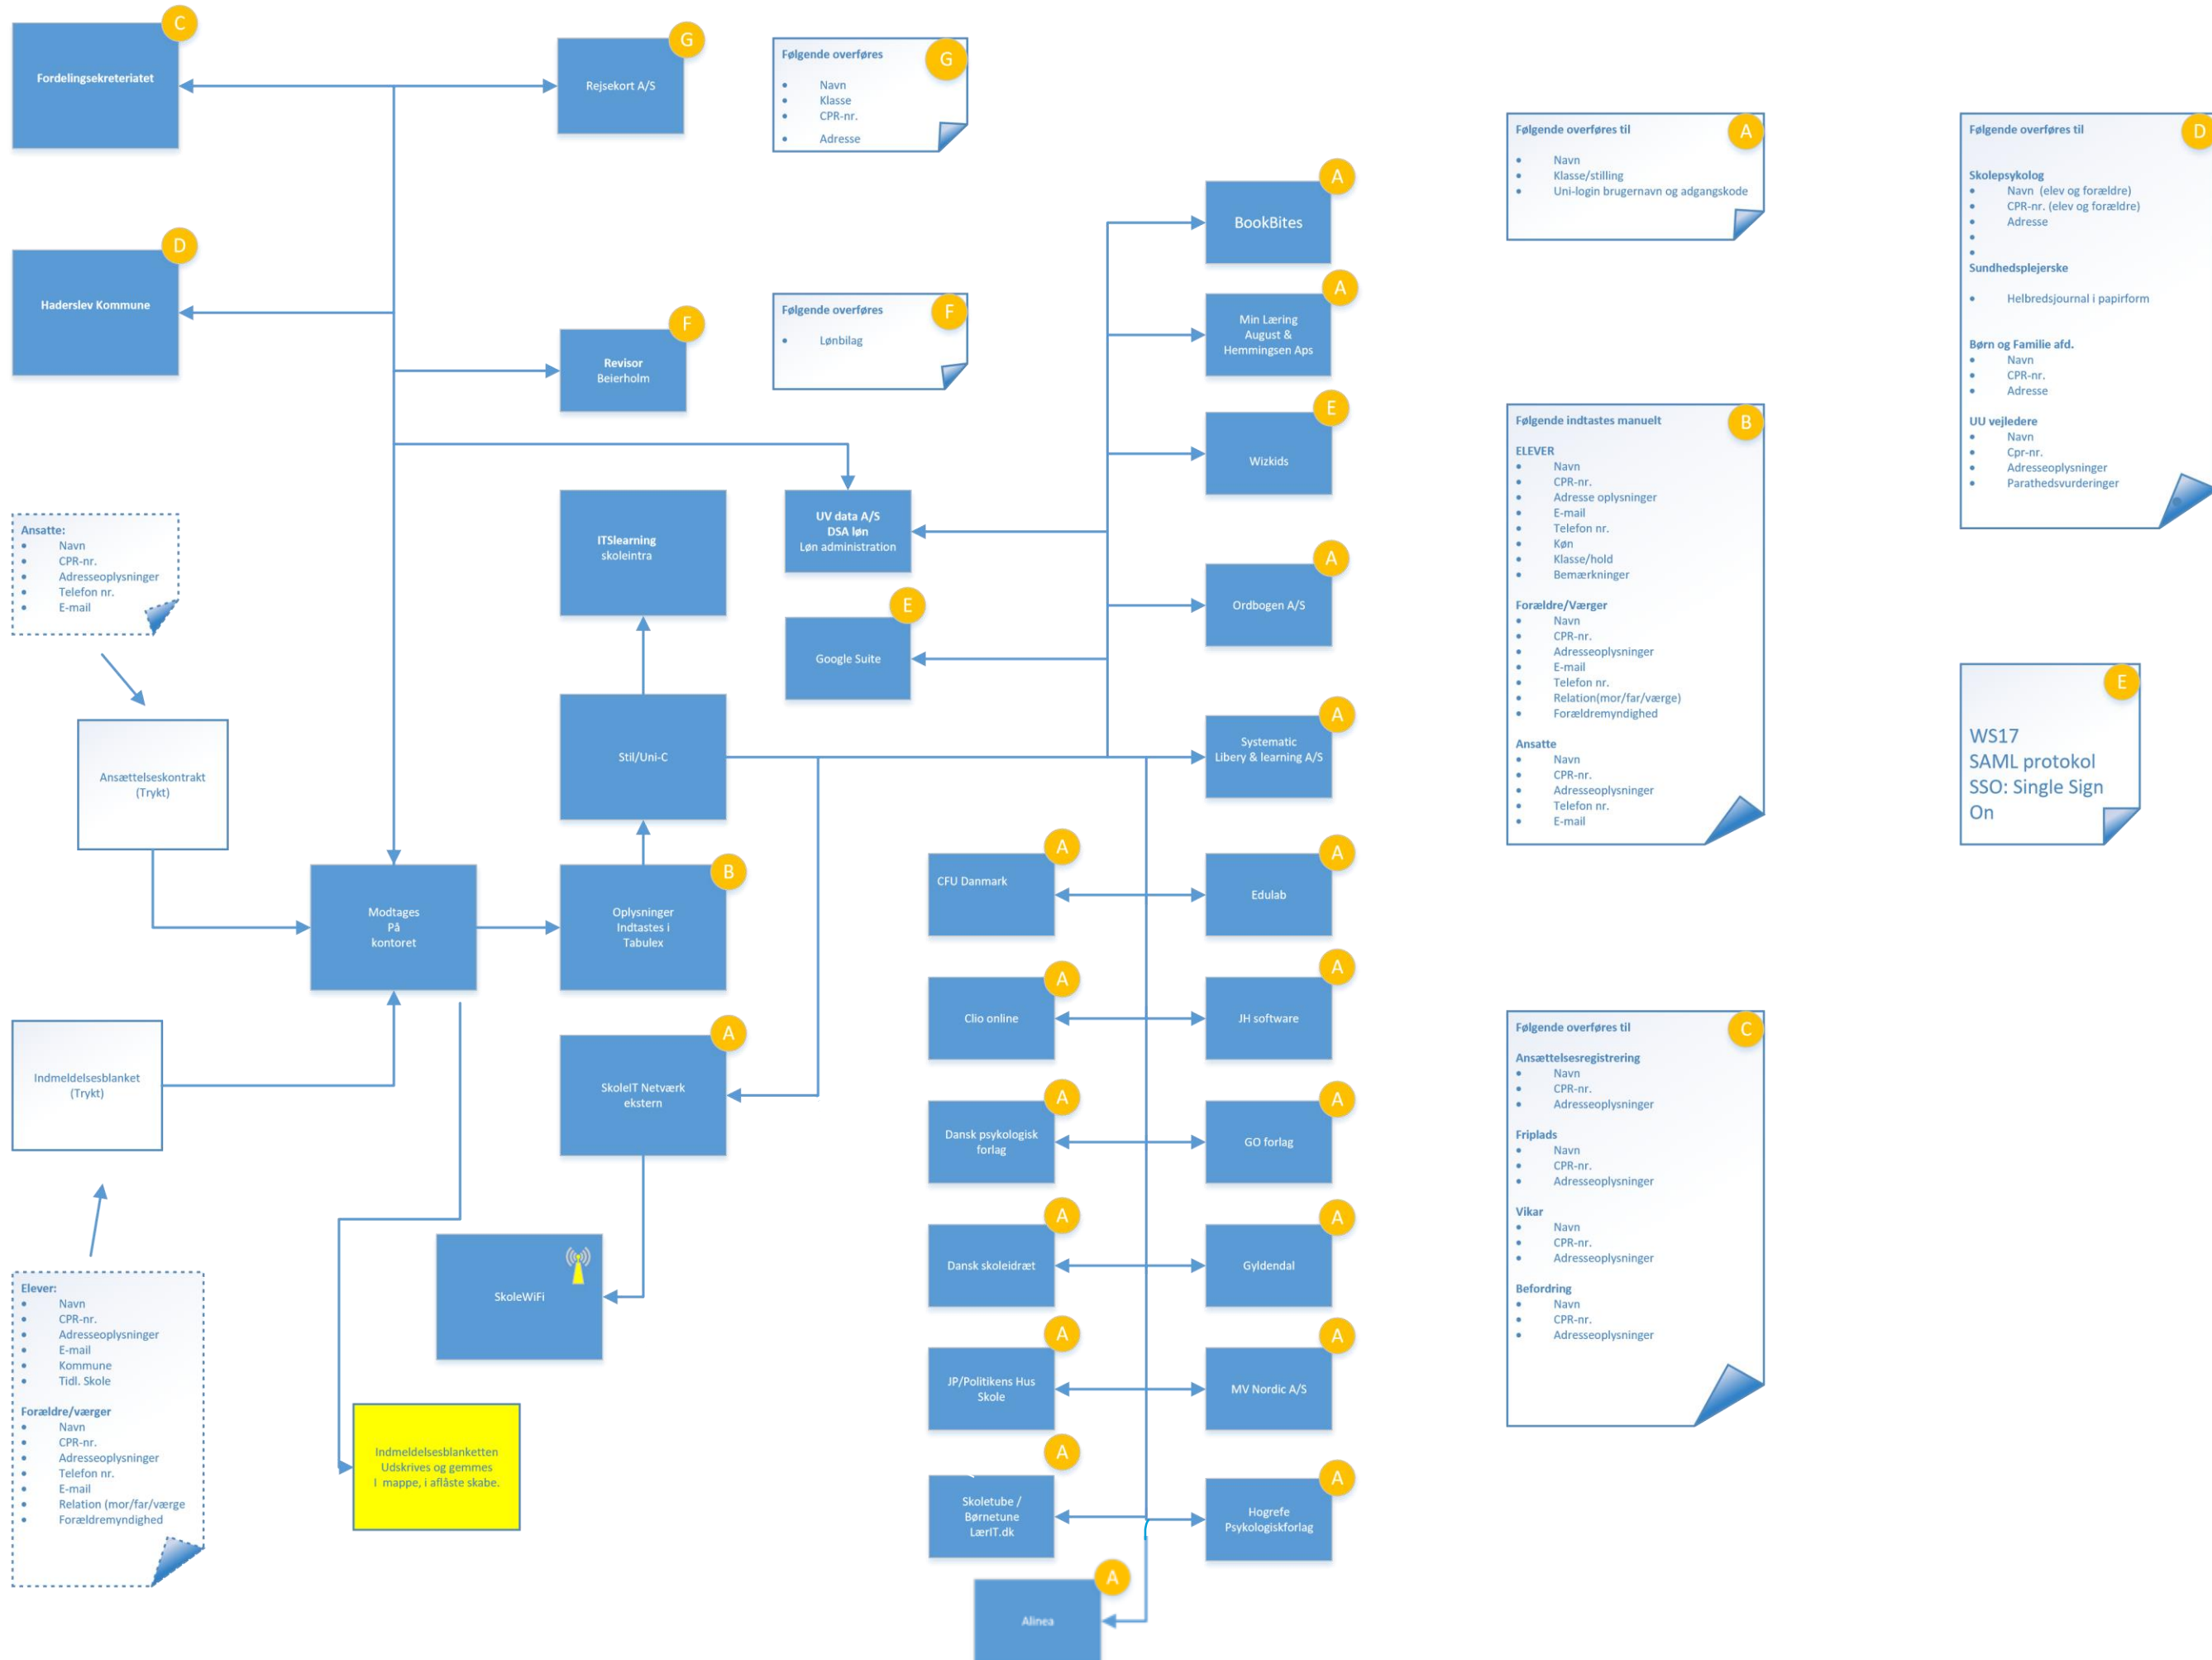 C
Fordelingsekreteriatet
G
Rejsekort A/S
Følgende overføres
G
• Navn
• Klasse
• CPR-nr.
• Adresse
D
Haderslev Kommune
F
Revisor
Beierholm
Følgende overføres
F
• Lønbilag
Ansatte:
• Navn
• CPR-nr.
• Adresseoplysninger
• Telefon nr.
• E-mail
Ansættelseskontrakt
(Trykt)
ITSlearning
skoleintra
UV data A/S
DSA løn
Løn administration
E
Google Suite
Stil/Uni-C
Modtages
På
kontoret
B
Oplysninger
Indtastes i
Tabulex
Indmeldelsesblanket
(Trykt)
A
SkoleIT Netværk
ekstern
SkoleWiFi
Elever:
• Navn
• CPR-nr.
• Adresseoplysninger
• E-mail
• Kommune
• Tidl. Skole
Forældre/værger
• Navn
• CPR-nr.
• Adresseoplysninger
• Telefon nr.
• E-mail
• Relation (mor/far/værge
• Forældremyndighed
Indmeldelsesblanketten
Udskrives og gemmes
I mappe, i aflåste skabe.
A
BookBites
A
Min Læring
August &
Hemmingsen Aps
E
Wizkids
A
Ordbogen A/S
A
Systematic
Libery & learning A/S
A
CFU Danmark
A
Edulab
A
Clio online
A
JH software
A
Dansk psykologisk
forlag
A
GO forlag
A
Dansk skoleidræt
A
Gyldendal
A
JP/Politikens Hus
Skole
A
MV Nordic A/S
A
Skoletube /
Børnetune
LærIT.dk
A
Hogrefe
Psykologiskforlag
A
Alinea
Følgende overføres til
A
• Navn
• Klasse/stilling
• Uni-login brugernavn og adgangskode
Følgende indtastes manuelt
B
ELEVER
• Navn
• CPR-nr.
• Adresse oplysninger
• E-mail
• Telefon nr.
• Køn
• Klasse/hold
• Bemærkninger
Forældre/Værger
• Navn
• CPR-nr.
• Adresseoplysninger
• E-mail
• Telefon nr.
• Relation(mor/far/værge)
• Forældremyndighed
Ansatte
• Navn
• CPR-nr.
• Adresseoplysninger
• Telefon nr.
• E-mail
Følgende overføres til
C
Ansættelsesregistrering
• Navn
• CPR-nr.
• Adresseoplysninger
Friplads
• Navn
• CPR-nr.
• Adresseoplysninger
Vikar
• Navn
• CPR-nr.
• Adresseoplysninger
Befordring
• Navn
• CPR-nr.
• Adresseoplysninger
Følgende overføres til
D
Skolepsykolog
• Navn (elev og forældre)
• CPR-nr. (elev og forældre)
• Adresse
•
•
Sundhedsplejerske
• Helbredsjournal i papirform
Børn og Familie afd.
• Navn
• CPR-nr.
• Adresse
UU vejledere
• Navn
• Cpr-nr.
• Adresseoplysninger
• Parathedsvurderinger
E
WS17
SAML protokol
SSO: Single Sign
On